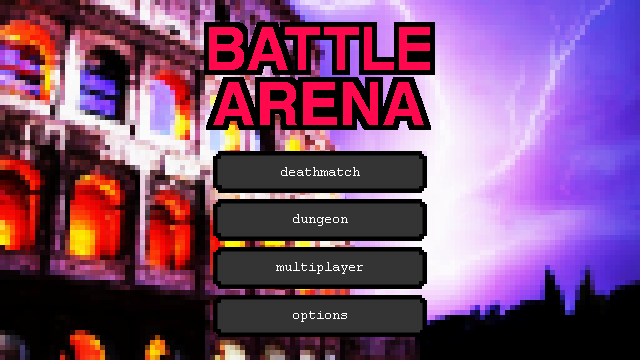 BATTLE
ARENA
deathmatch
dungeon
multiplayer
options